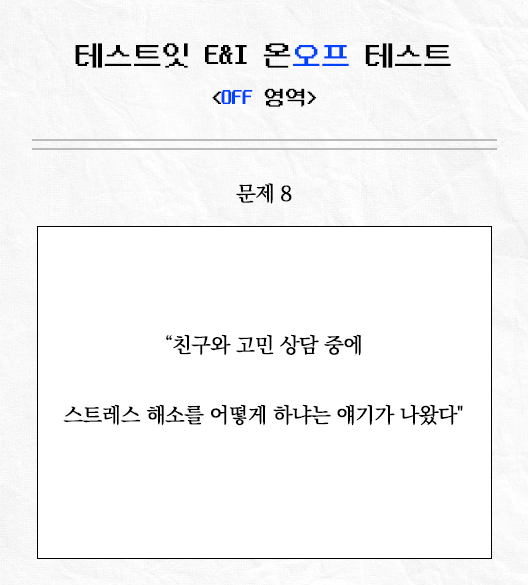 테스트잇 E&I 온오프 테스트
<OFF 영역>
문제 8
“친구와 고민 상담 중에
스트레스 해소를 어떻게 하냐는 얘기가 나왔다"